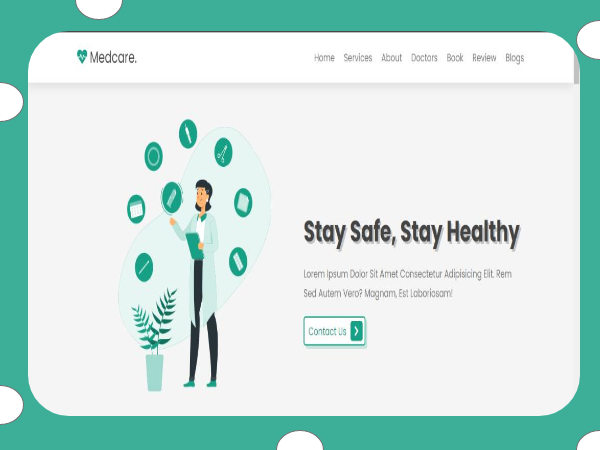 Medcare.
Home Services About Doctors Book Review Blogs
Stay Safe, Stay Healthy
Lorem Ipsum Dolor Sit Amet Consectetur Adipisicing Elit. Rem
Sed Autem Vero? Magnam, Est Laboriosam!
Contact Us